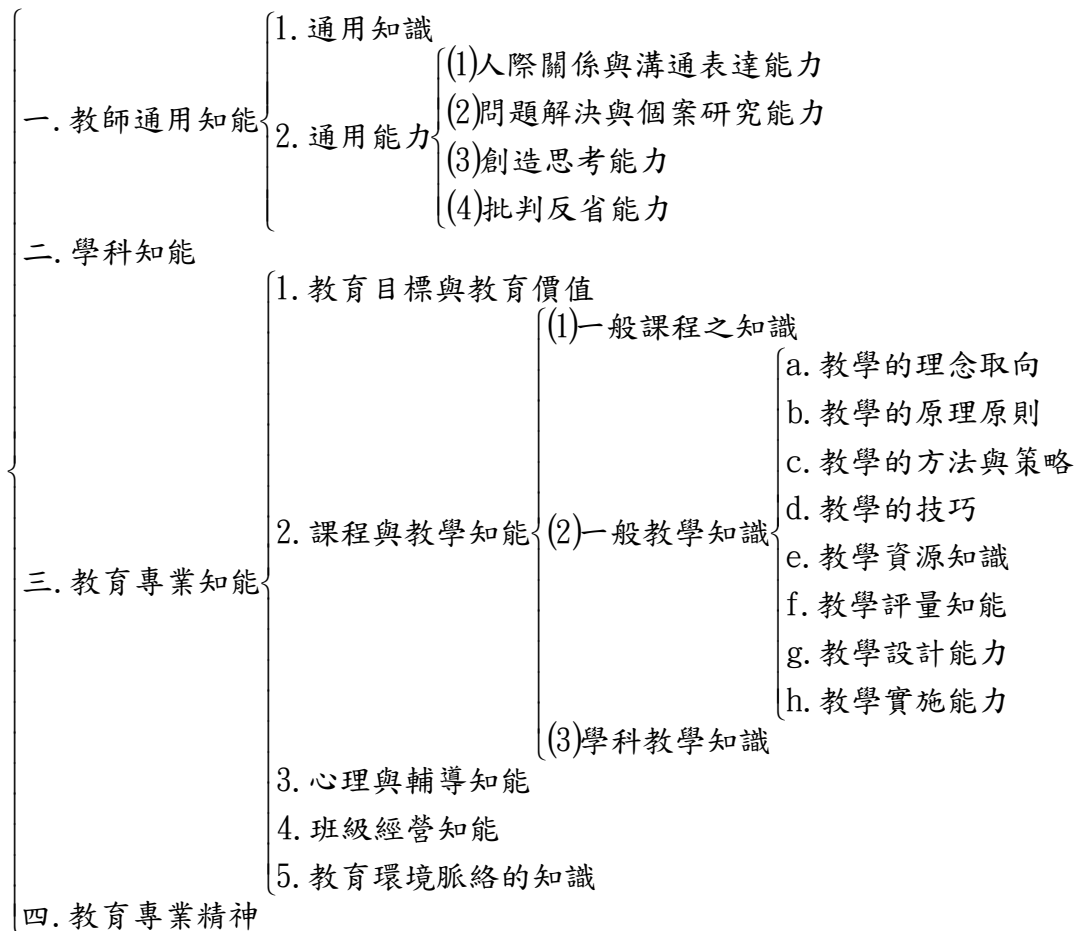 1.通用知識
(1)人際關係與溝通表達能力
一.教師通用知能
(2)問題解決與個案研究能力
2.通用能力
(3)創造思考能力
(4)批判反省能力
二.學科知能
1.教育目標與教育價值
(1)一般課程之知識
a.教學的理念取向
b.教學的原理原則
c.教學的方法與策略
2.課程與教學知能
(2)一般教學知識
d.教學的技巧
e.教學資源知識
三.教育專業知能
f.教學評量知能
g.教學設計能力
h.教學實施能力
(3)學科教學知識
3.心理與輔導知能
4.班級經營知能
5.教育環境脈絡的知識
四.教育專業精神